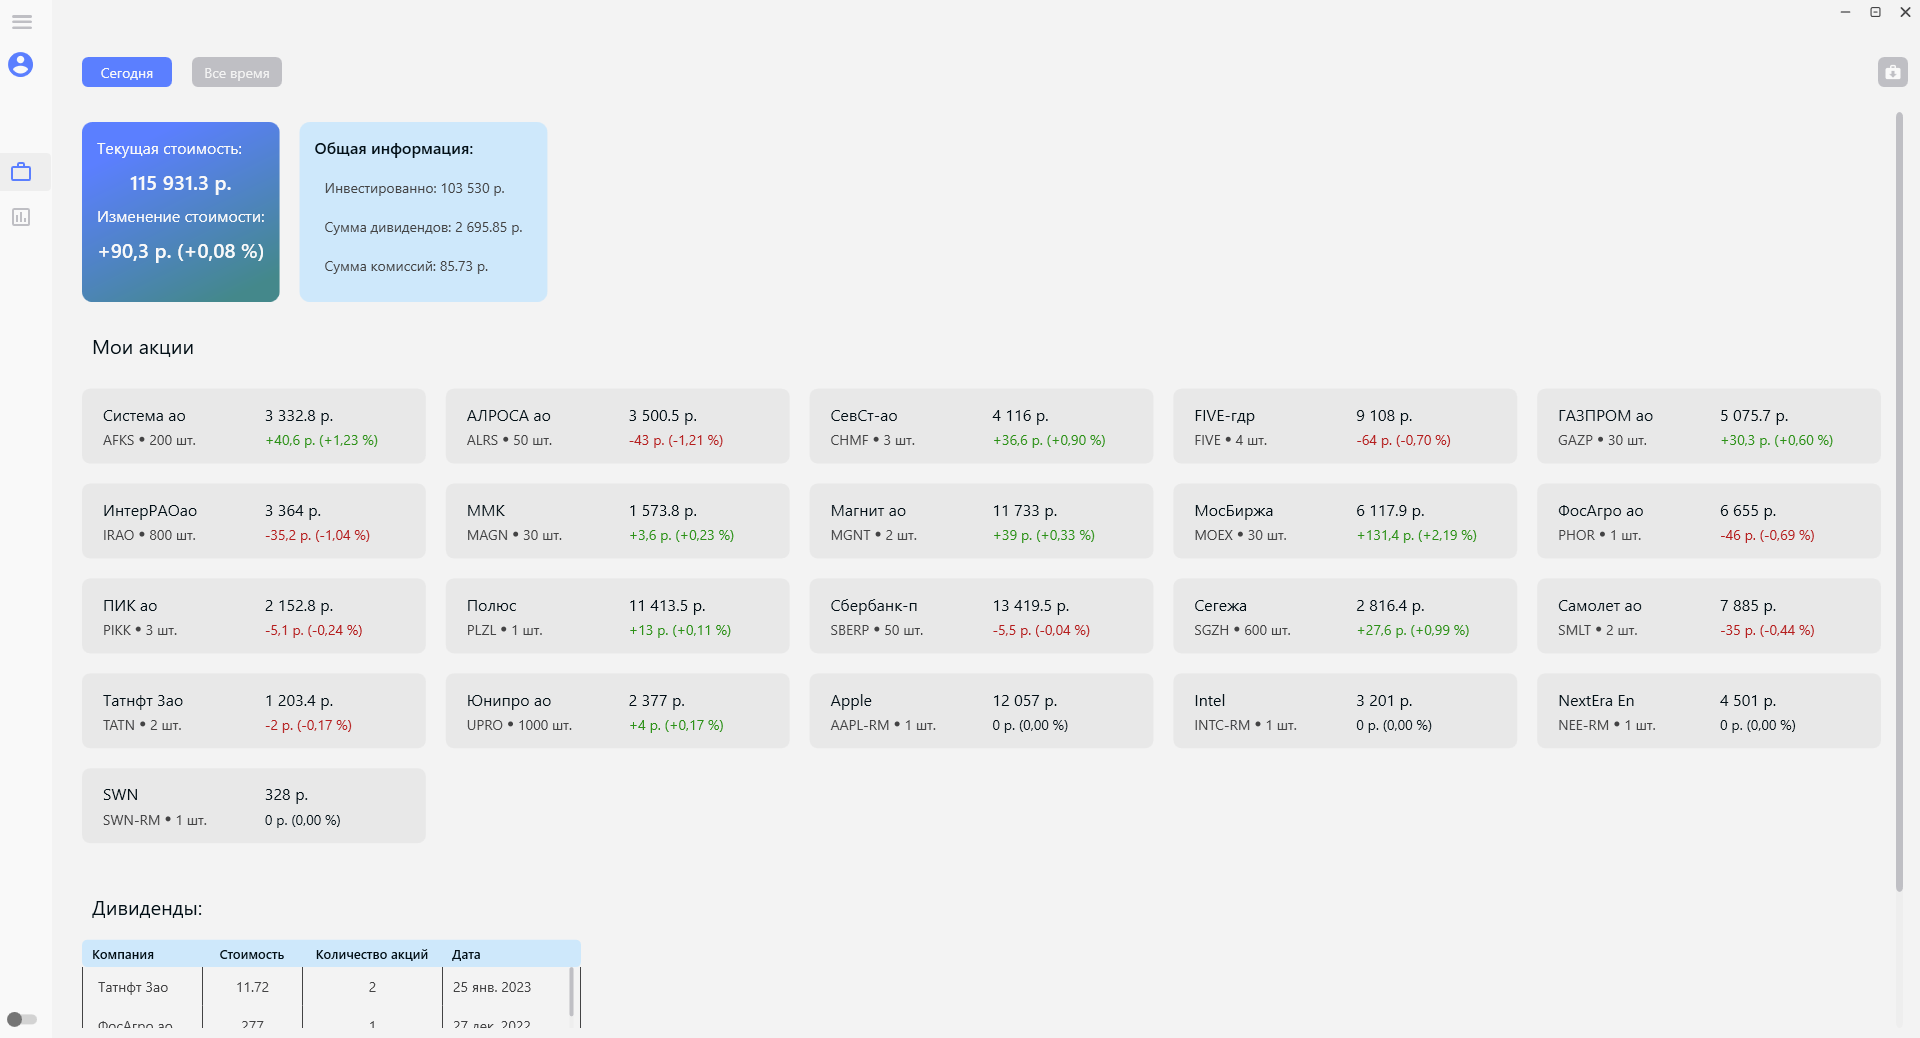 Сегодня
Все время
Текущая стоимость:
115 931.3 р.
Изменение стоимости:
+90,3 р. (+0,08 %)
Общая информация:
Инвестированно: 103 530 р.
Сумма дивидендов: 2 695.85 р.
Сумма комиссий: 85.73 р.
Мои акции
Система ао 3 332.8 р.
AFKS • 200 шт. +40,6 р. (+1,23 %)
АЛРОСА ао 3 500.5 р.
ALRS • 50 шт. -43 р. (-1,21 %)
СевСт-ао 4 116 р.
CHMF • 3 шт. +36,6 р. (+0,90 %)
FIVE-гдр 9 108 р.
FIVE • 4 шт. -64 р. (-0,70 %)
ГАЗПРОМ ао 5 075.7 р.
GAZP • 30 шт. +30,3 р. (+0,60 %)
ИнтерРАОао 3 364 р.
IRAO • 800 шт. -35,2 р. (-1,04 %)
ММК 1 573.8 р.
MAGN • 30 шт. +3,6 р. (+0,23 %)
Магнит ао 11 733 р.
MGNT • 2 шт. +39 р. (+0,33 %)
МосБиржа 6 117.9 р.
MOEX • 30 шт. +131,4 р. (+2,19 %)
ФосАгро ао 6 655 р.
PHOR • 1 шт. -46 р. (-0,69 %)
ПИК ао 2 152.8 р.
PIKK • 3 шт. -5,1 р. (-0,24 %)
Полюс 11 413.5 р.
PLZL • 1 шт. +13 р. (+0,11 %)
Сбербанк-п 13 419.5 р.
SBERP • 50 шт. -5,5 р. (-0,04 %)
Сегежа 2 816.4 р.
SGZH • 600 шт. +27,6 р. (+0,99 %)
Самолет ао 7 885 р.
SMLT • 2 шт. -35 р. (-0,44 %)
Татнфт 3ао 1 203.4 р.
TATN • 2 шт. -2 р. (-0,17 %)
Юнипро ао 2 377 р.
UPRO • 1000 шт. +4 р. (+0,17 %)
Apple 12 057 р.
AAPL-RM • 1 шт. 0 р. (0,00 %)
Intel 3 201 р.
INTC-RM • 1 шт. 0 р. (0,00 %)
NextEra En 4 501 р.
NEE-RM • 1 шт. 0 р. (0,00 %)
SWN 328 р.
SWN-RM • 1 шт. 0 р. (0,00 %)
Дивиденды:
Компания Стоимость Количество акций Дата
Татнфт 3ао 11.72 2 25 янв. 2023
ФосАгро ао 277 1 27 дек. 2022